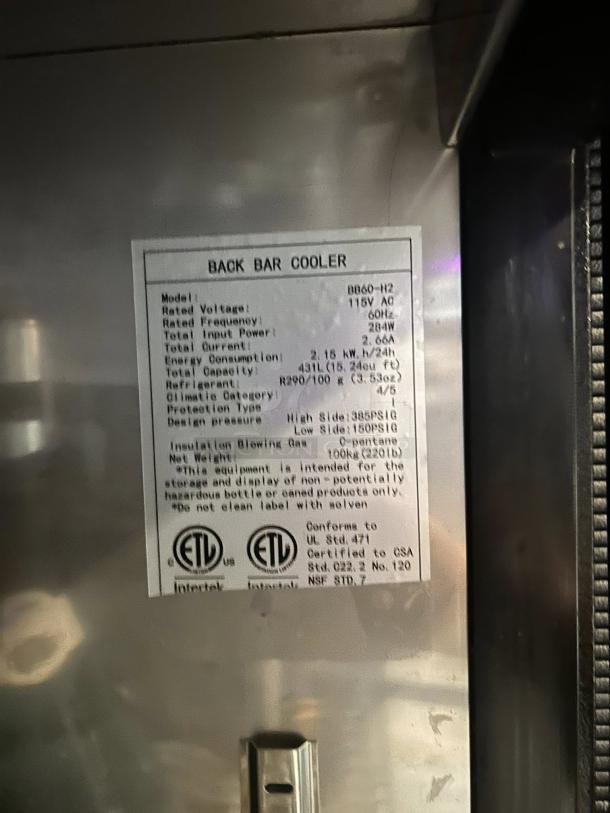 BACK BAR COOLER
Model: BB60-H2
Rated Voltage: 115V AC
Rated Frequency: 60Hz
Total Input Power: 284W
Total Current: 2.66A
Energy Consumption: 2.15 kW.h/24h
Total Capacity: 431L(15.24cu ft)
Refrigerant: R290/100 g (3.53oz)
Climatic Category: 4/5
Protection Type I
Design pressure High Side:385PSIG
Low Side:150PSIG
Insulation Blowing Gas C-pentane
Net Weight: 100kg(220lb)
*This equipment is intended for the
storage and display of non-potentially
hazardous bottle or caned products only.
*Do not clean label with solven
Conforms to
UL Std. 471
Certified to CSA
Std. C22.2 No. 120
NSF STD. 7
c ETL us
Intertek
ETL
Intertek